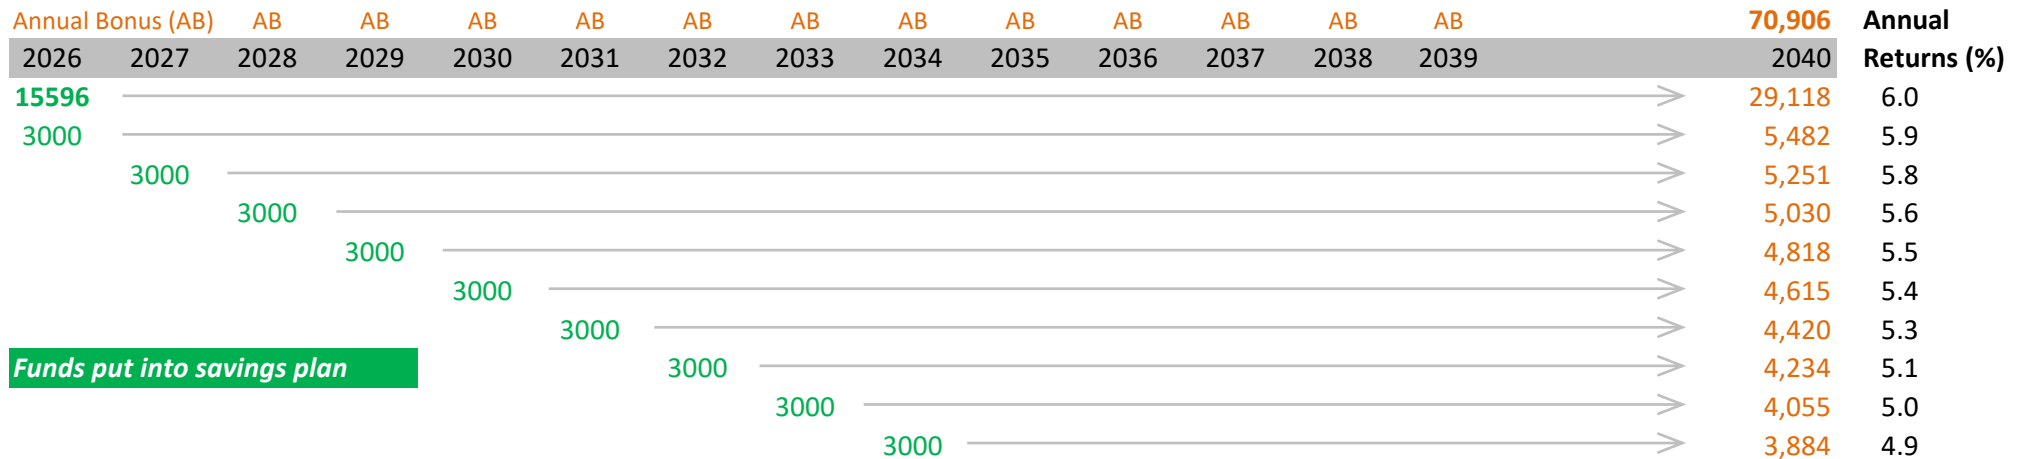 Annual Bonus (AB) AB AB AB AB AB AB AB AB AB AB AB AB 70,906 Annual
2026 2027 2028 2029 2030 2031 2032 2033 2034 2035 2036 2037 2038 2039 2040 Returns (%)
15596 29,118 6.0
3000 5,482 5.9
3000 5,251 5.8
3000 5,030 5.6
3000 4,818 5.5
3000 4,615 5.4
3000 4,420 5.3
Funds put into savings plan 3000 4,234 5.1
3000 4,055 5.0
3000 3,884 4.9